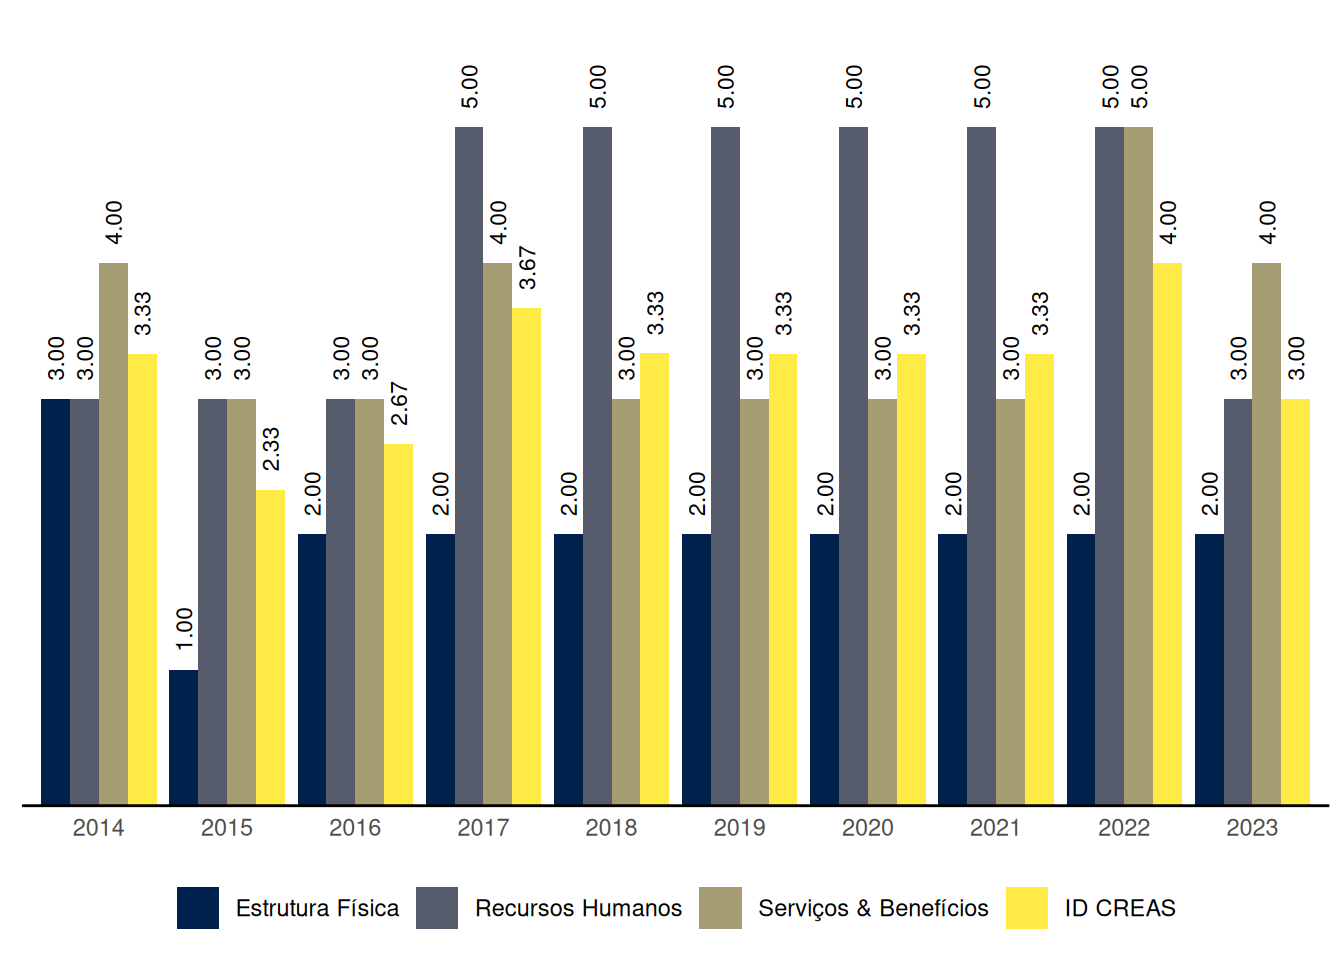 5.00 5.00 5.00 5.00 5.00 5.00 5.00
4.00 4.00 4.00 4.00
3.67
3.33 3.33 3.33 3.33 3.33
3.00 3.00 3.00 3.00 3.00 3.00 3.00 3.00 3.00 3.00 3.00 3.00
2.67
2.33
2.00 2.00 2.00 2.00 2.00 2.00 2.00 2.00
1.00
2014 2015 2016 2017 2018 2019 2020 2021 2022 2023
Estrutura Física Recursos Humanos Serviços & Benefícios ID CREAS